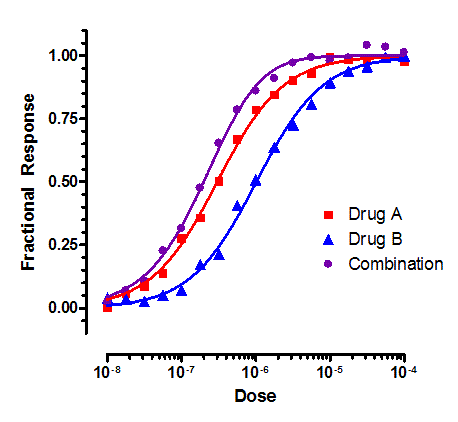 Fractional Response
1.00
0.75
0.50
0.25
0.00
Drug A
Drug B
Combination
10⁻⁸ 10⁻⁷ 10⁻⁶ 10⁻⁵ 10⁻⁴
Dose